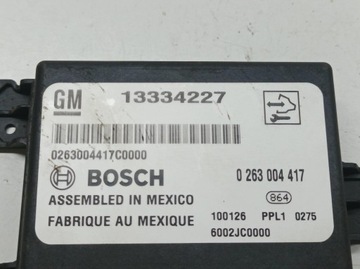 GM 13334227
0263004417C0000
BOSCH 0 263 004 417
ASSEMBLED IN MEXICO 864
FABRIQUE AU MEXIQUE 100126 PPL1 0275
6002JC0000